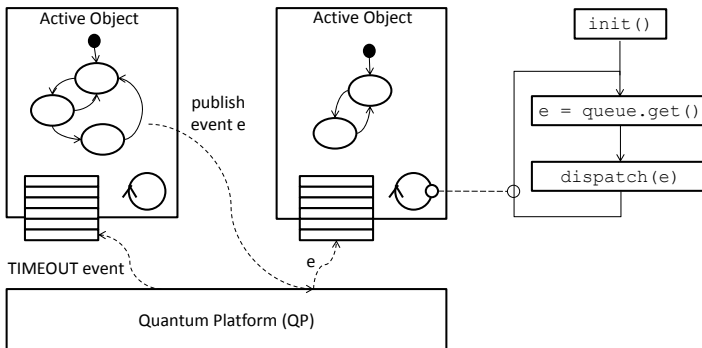 Active Object
Active Object
init()
publish
event e
e = queue.get()
dispatch(e)
TIMEOUT event
e
Quantum Platform (QP)